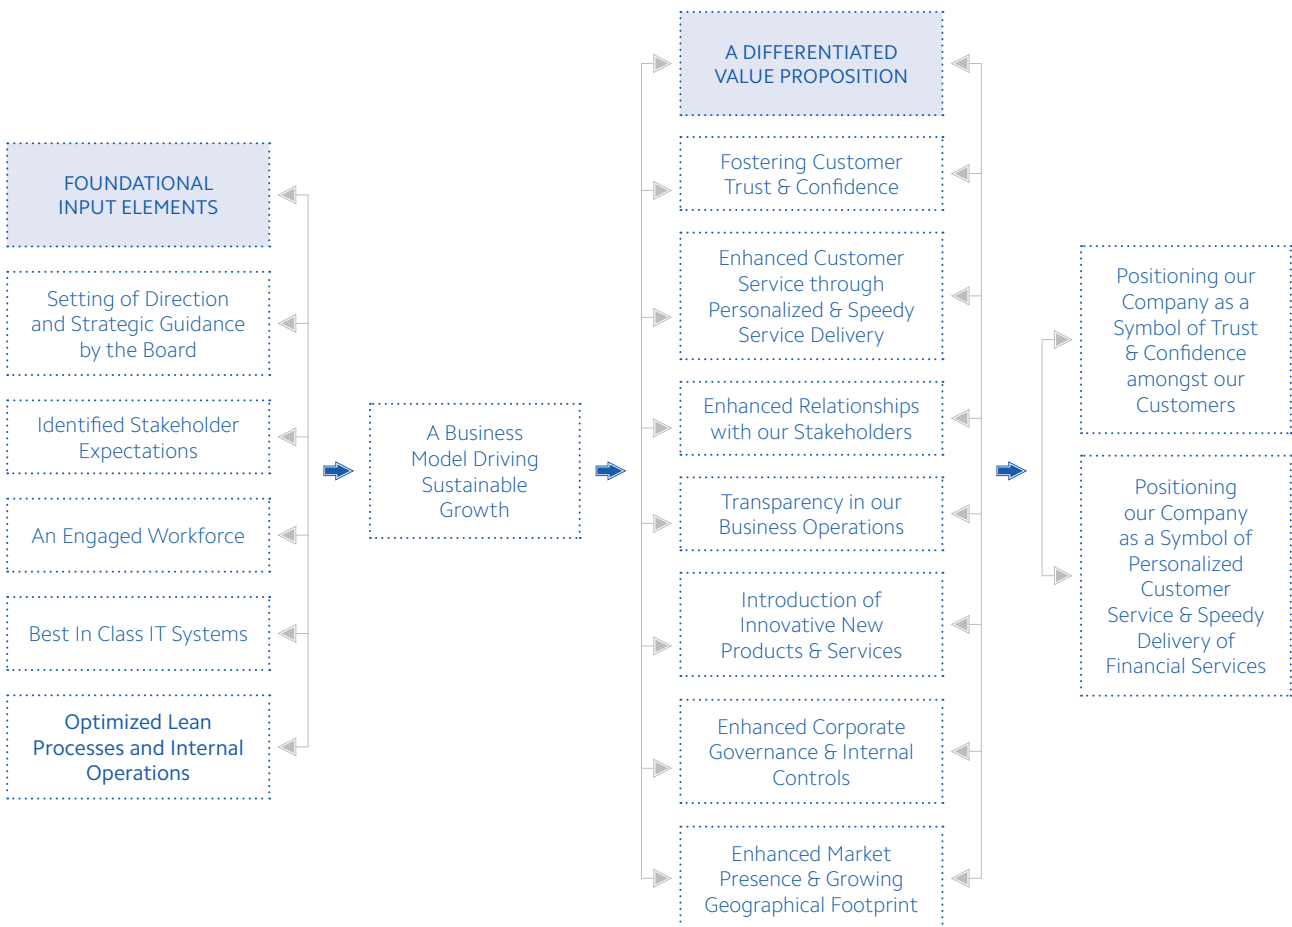 FOUNDATIONAL
INPUT ELEMENTS
Setting of Direction
and Strategic Guidance
by the Board
Identified Stakeholder
Expectations
An Engaged Workforce
Best In Class IT Systems
Optimized Lean
Processes and Internal
Operations
A Business
Model Driving
Sustainable
Growth
A DIFFERENTIATED
VALUE PROPOSITION
Fostering Customer
Trust & Confidence
Enhanced Customer
Service through
Personalized & Speedy
Service Delivery
Enhanced Relationships
with our Stakeholders
Transparency in our
Business Operations
Introduction of
Innovative New
Products & Services
Enhanced Corporate
Governance & Internal
Controls
Enhanced Market
Presence & Growing
Geographical Footprint
Positioning our
Company as a
Symbol of Trust
& Confidence
amongst our
Customers
Positioning
our Company
as a Symbol of
Personalized
Customer
Service & Speedy
Delivery of
Financial Services